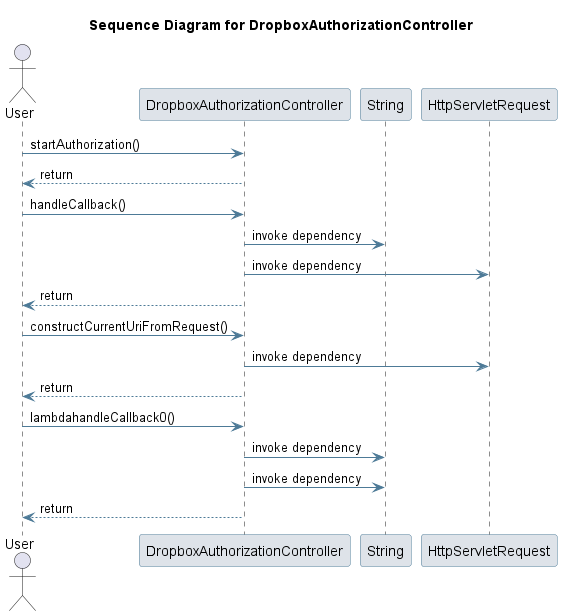 Sequence Diagram for DropboxAuthorizationController
User
DropboxAuthorizationController
String
HttpServletRequest
startAuthorization()
return
handleCallback()
invoke dependency
invoke dependency
return
constructCurrentUriFromRequest()
invoke dependency
return
lambdahandleCallback0()
invoke dependency
invoke dependency
return
User
DropboxAuthorizationController
String
HttpServletRequest